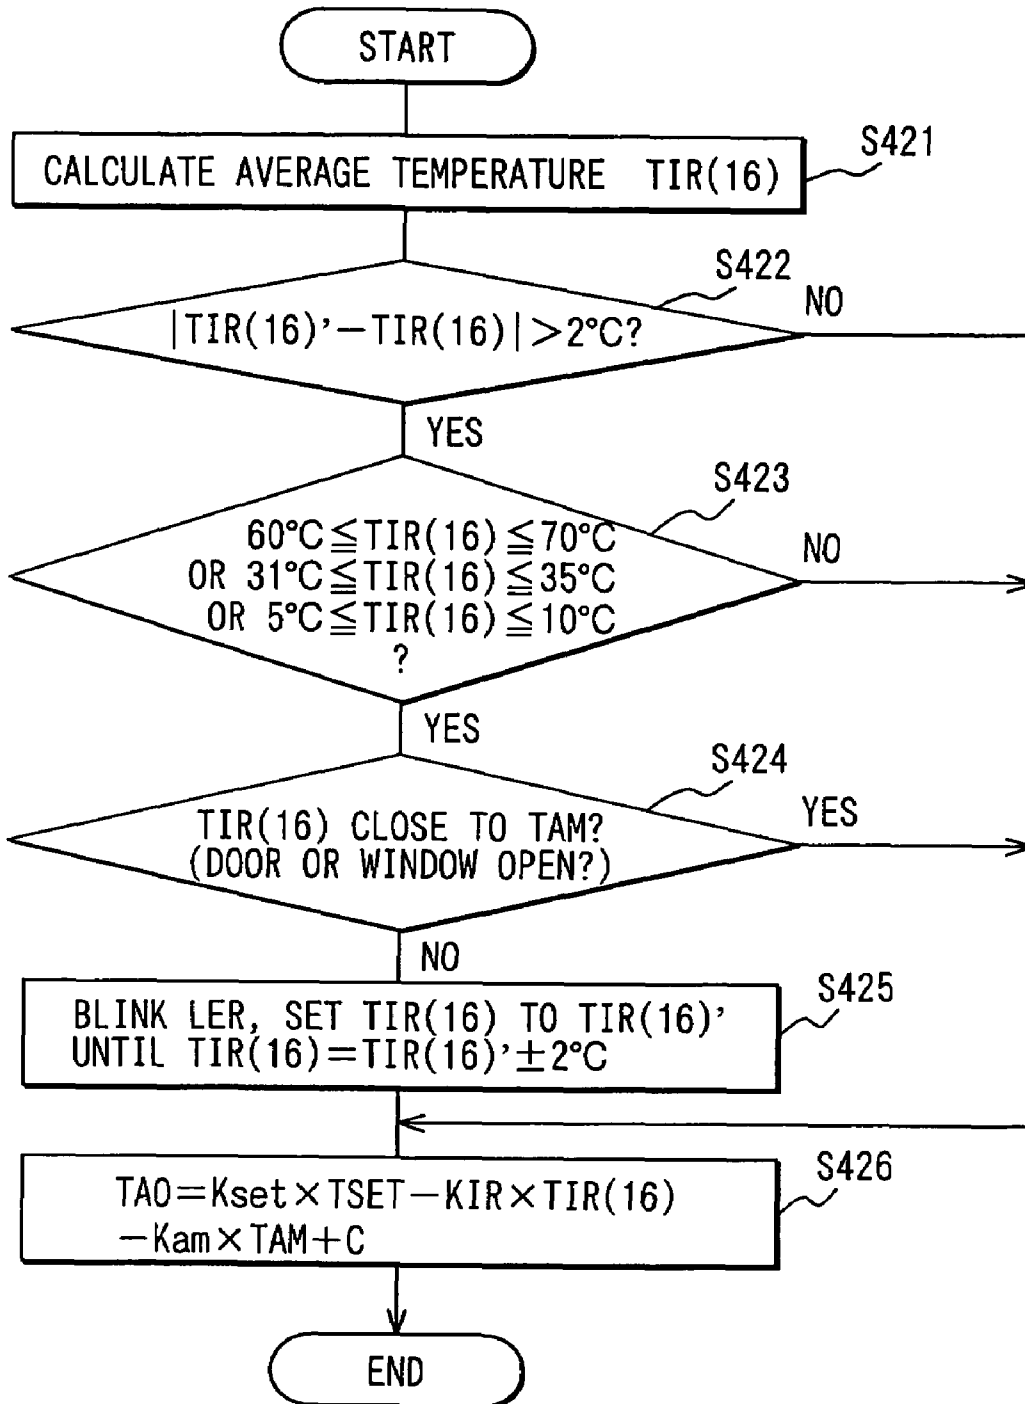 START
CALCULATE AVERAGE TEMPERATURE TIR(16)
S421
S422
|TIR(16)'−TIR(16)|>2°C?
NO
YES
S423
60°C≦TIR(16)≦70°C
OR 31°C≦TIR(16)≦35°C
OR 5°C≦TIR(16)≦10°C
?
NO
YES
S424
TIR(16) CLOSE TO TAM?
(DOOR OR WINDOW OPEN?)
YES
NO
S425
BLINK LER, SET TIR(16) TO TIR(16)'
UNTIL TIR(16)=TIR(16)'±2°C
S426
TAO=Kset×TSET−KIR×TIR(16)
−Kam×TAM+C
END